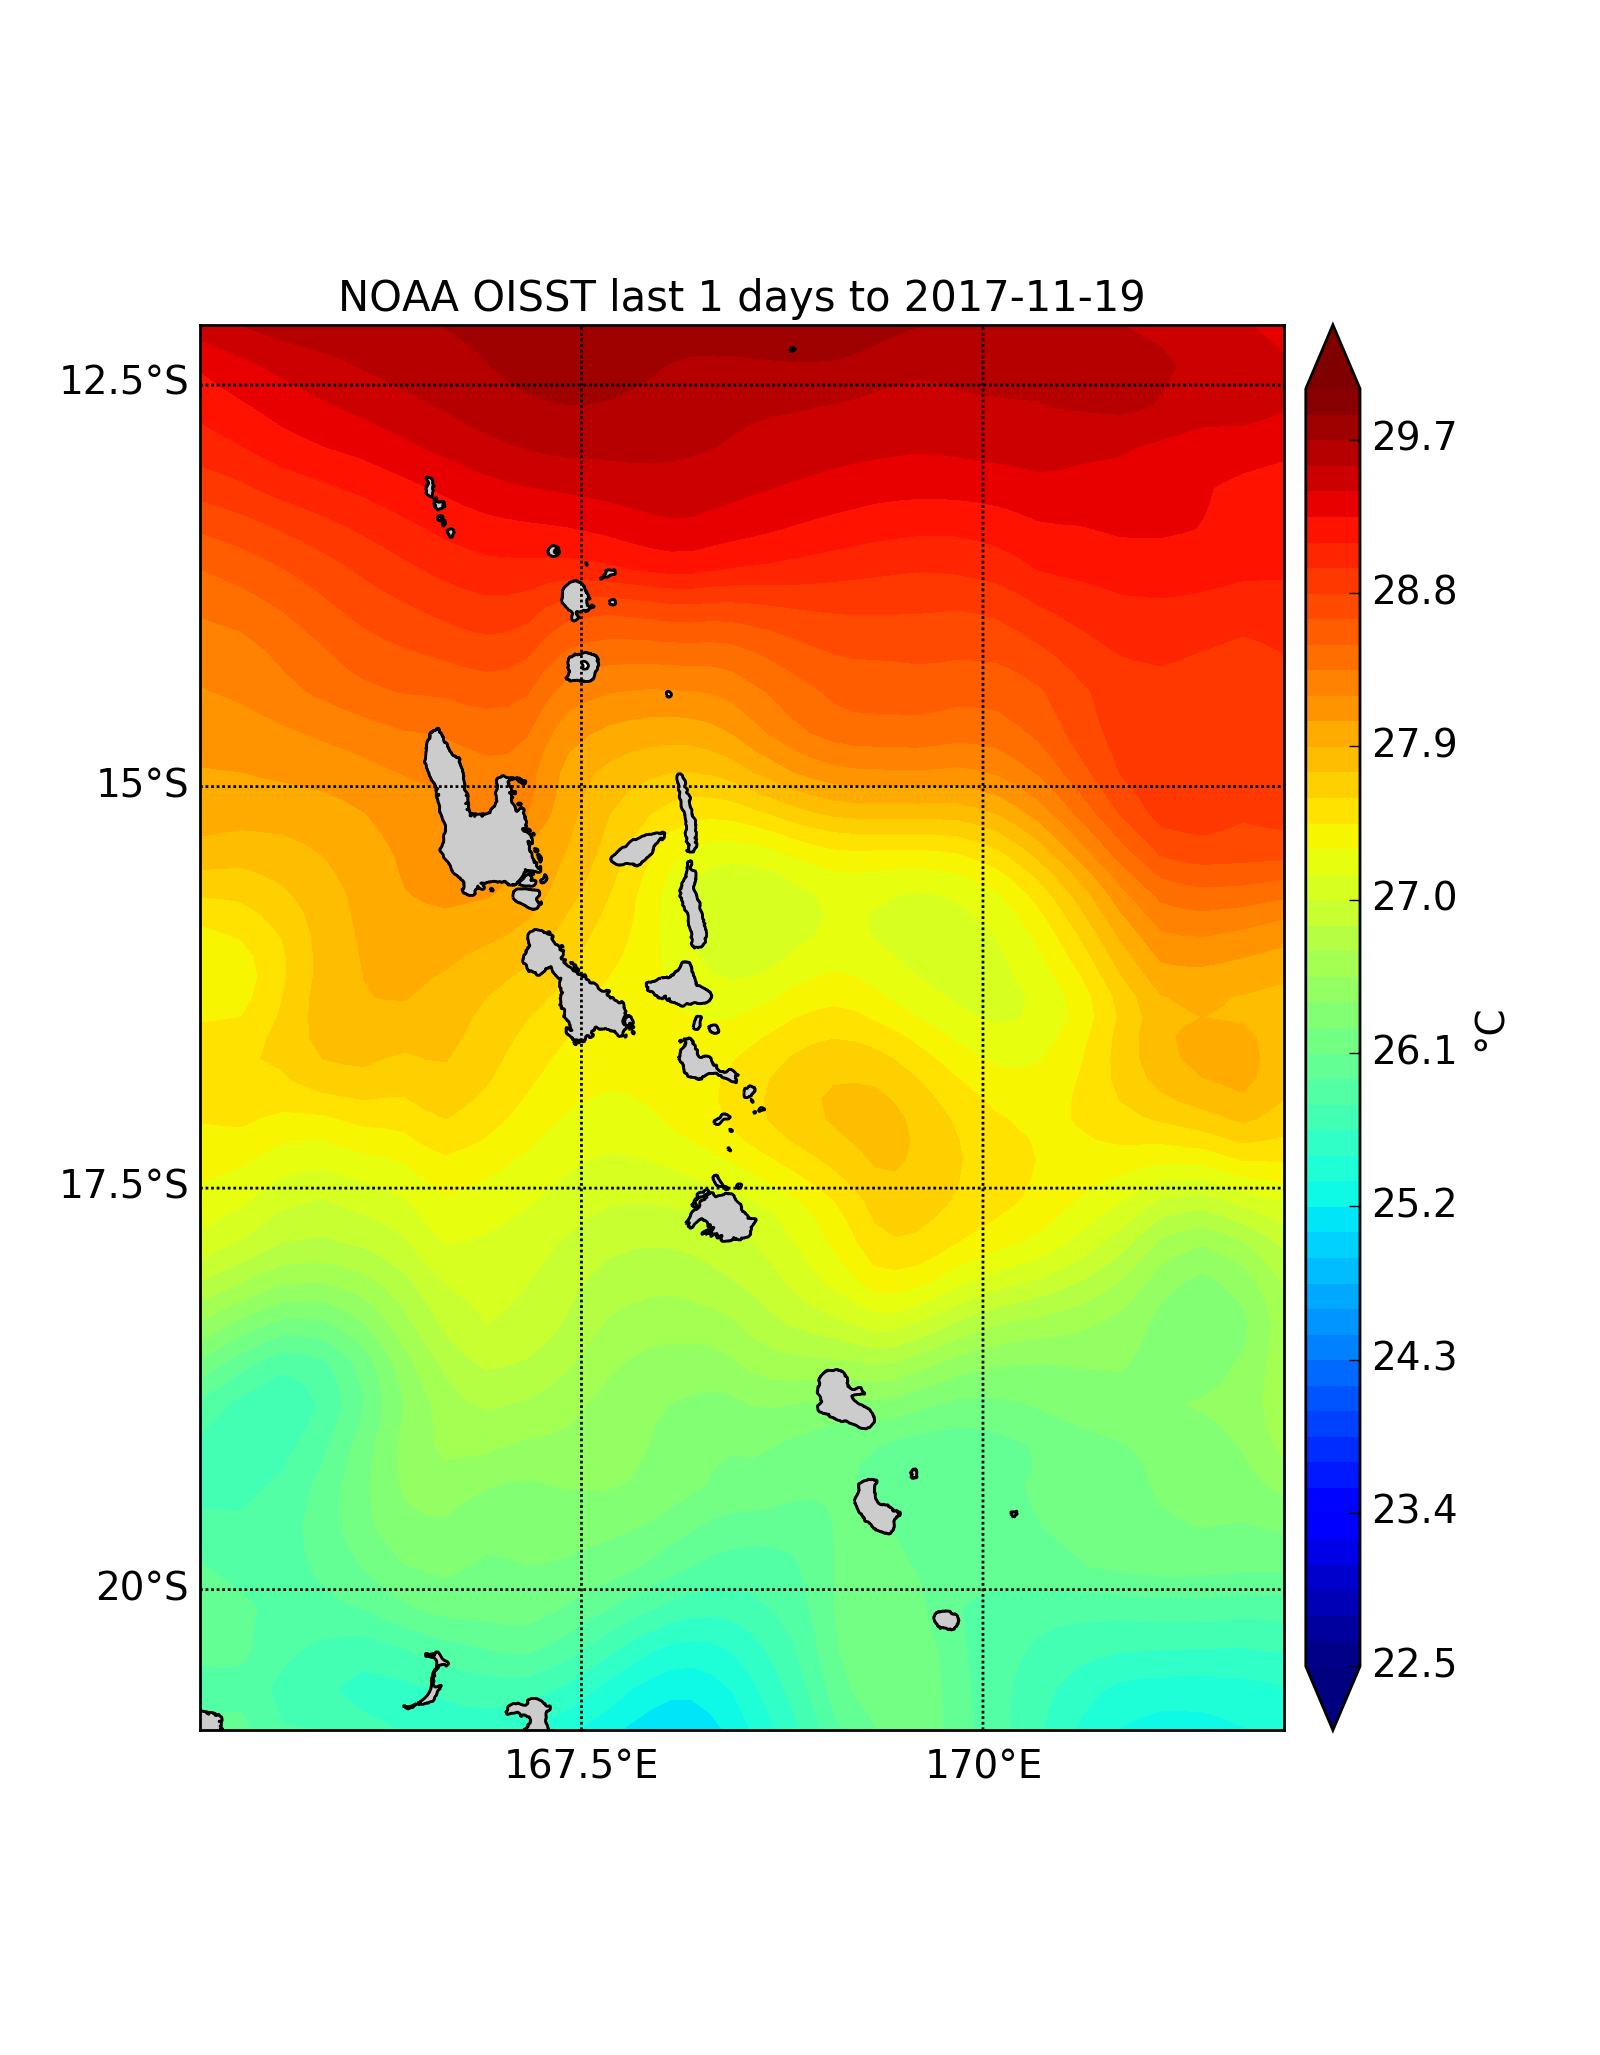 NOAA OISST last 1 days to 2017-11-19
12.5°S
15°S
17.5°S
20°S
167.5°E
170°E
29.7
28.8
27.9
27.0
26.1
25.2
24.3
23.4
22.5
°C